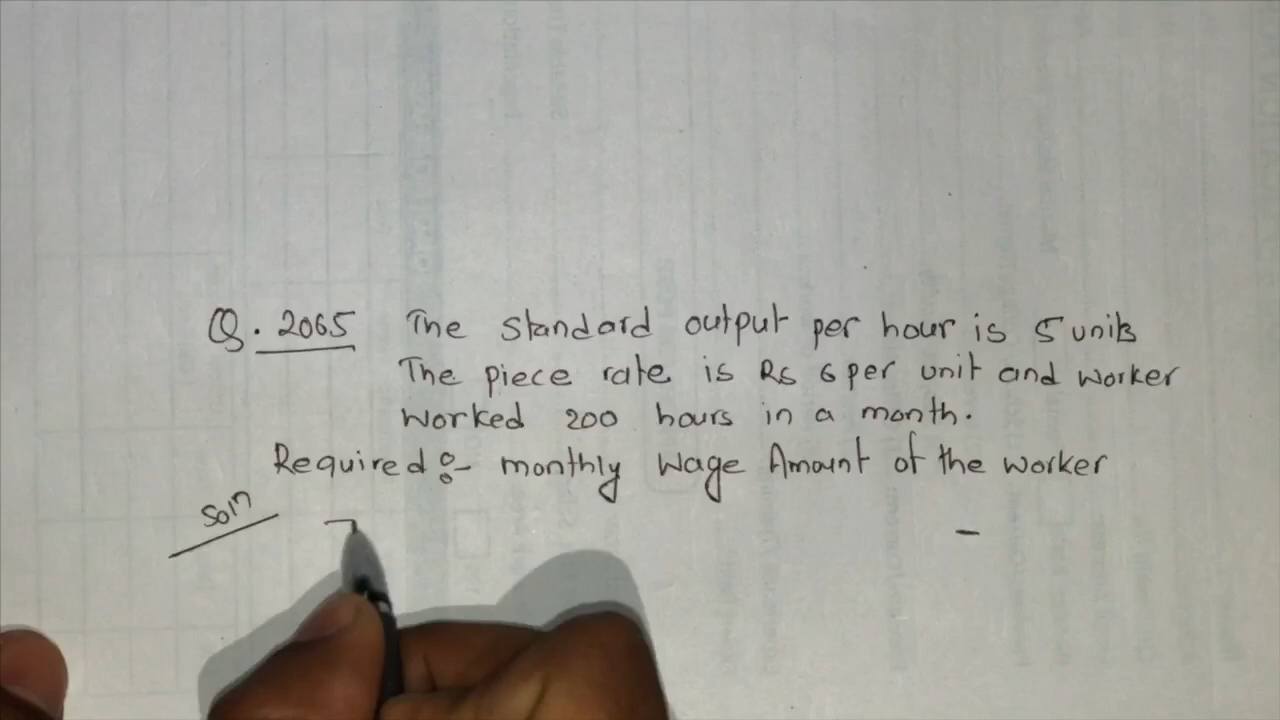 Q. 2065 The standard output per hour is 5 units
The piece rate is Rs 6 per unit and worker
worked 200 hours in a month.
Required :- monthly wage Amount of the worker
Soln